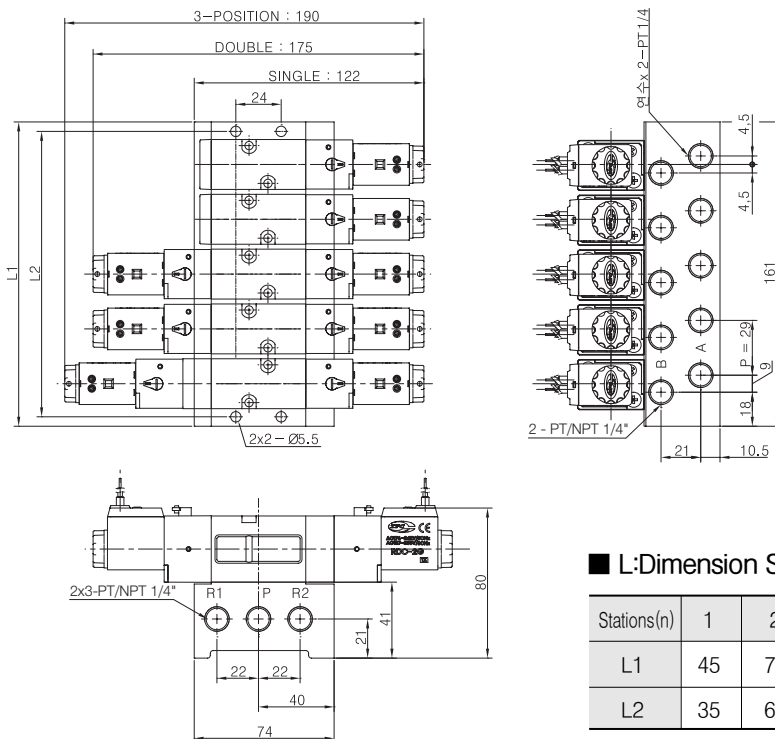 3-POSITION : 190
DOUBLE : 175
SINGLE : 122
24
L1
L2
2x2-Ø5.5
연수x 2-PT1/4
4,5
4,5
161
P = 29
9
18
B
A
2 - PT/NPT 1/4"
21
10.5
2x3-PT/NPT 1/4"
R1 P R2
CE
80
41
21
22
22
40
74
■ L:Dimension S
Stations(n) 1 2
L1 45 7
L2 35 6